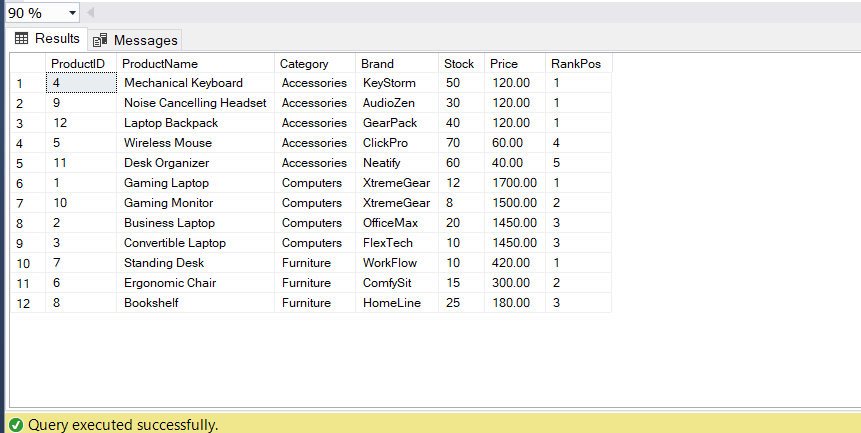 90 %
Results Messages
ProductID ProductName Category Brand Stock Price RankPos
1 4 Mechanical Keyboard Accessories KeyStorm 50 120.00 1
2 9 Noise Cancelling Headset Accessories AudioZen 30 120.00 1
3 12 Laptop Backpack Accessories GearPack 40 120.00 1
4 5 Wireless Mouse Accessories ClickPro 70 60.00 4
5 11 Desk Organizer Accessories Neatify 60 40.00 5
6 1 Gaming Laptop Computers XtremeGear 12 1700.00 1
7 10 Gaming Monitor Computers XtremeGear 8 1500.00 2
8 2 Business Laptop Computers OfficeMax 20 1450.00 3
9 3 Convertible Laptop Computers FlexTech 10 1450.00 3
10 7 Standing Desk Furniture WorkFlow 10 420.00 1
11 6 Ergonomic Chair Furniture ComfySit 15 300.00 2
12 8 Bookshelf Furniture HomeLine 25 180.00 3
Query executed successfully.